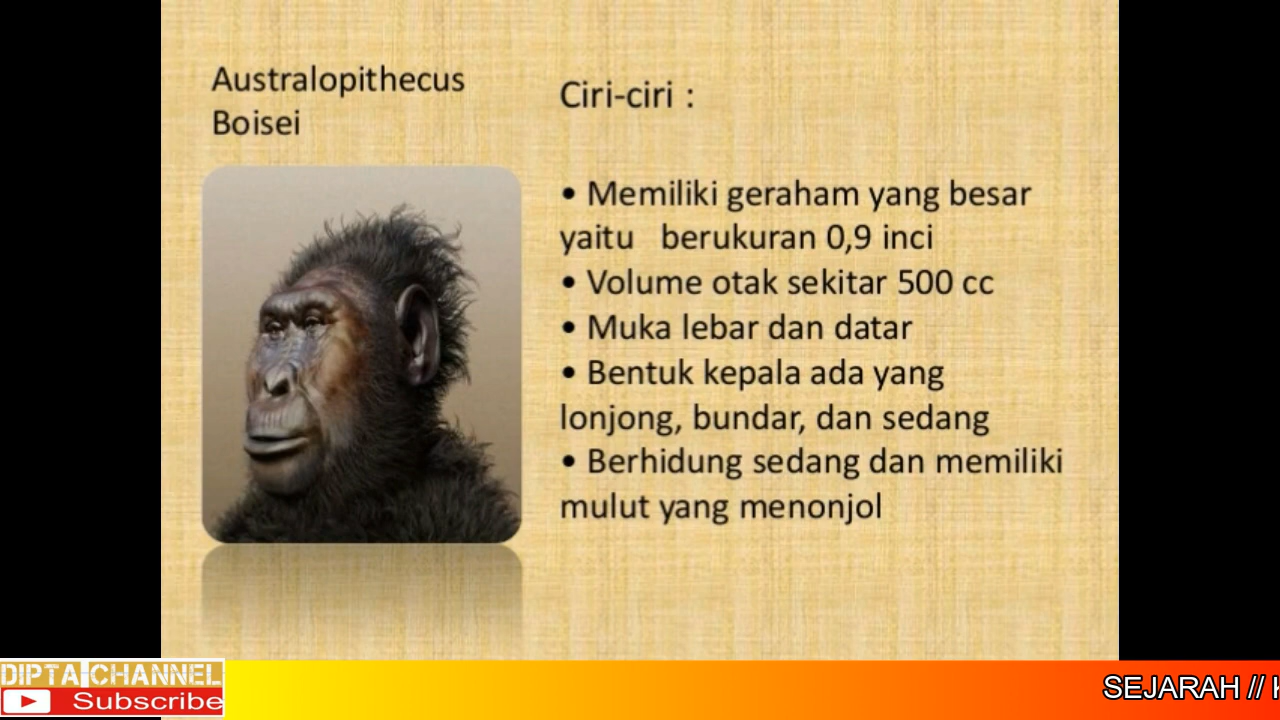 Australopithecus
Boisei
Ciri-ciri :
• Memiliki geraham yang besar
yaitu berukuran 0,9 inci
• Volume otak sekitar 500 cc
• Muka lebar dan datar
• Bentuk kepala ada yang
lonjong, bundar, dan sedang
• Berhidung sedang dan memiliki
mulut yang menonjol
DIPTA CHANNEL
Subscribe
SEJARAH //